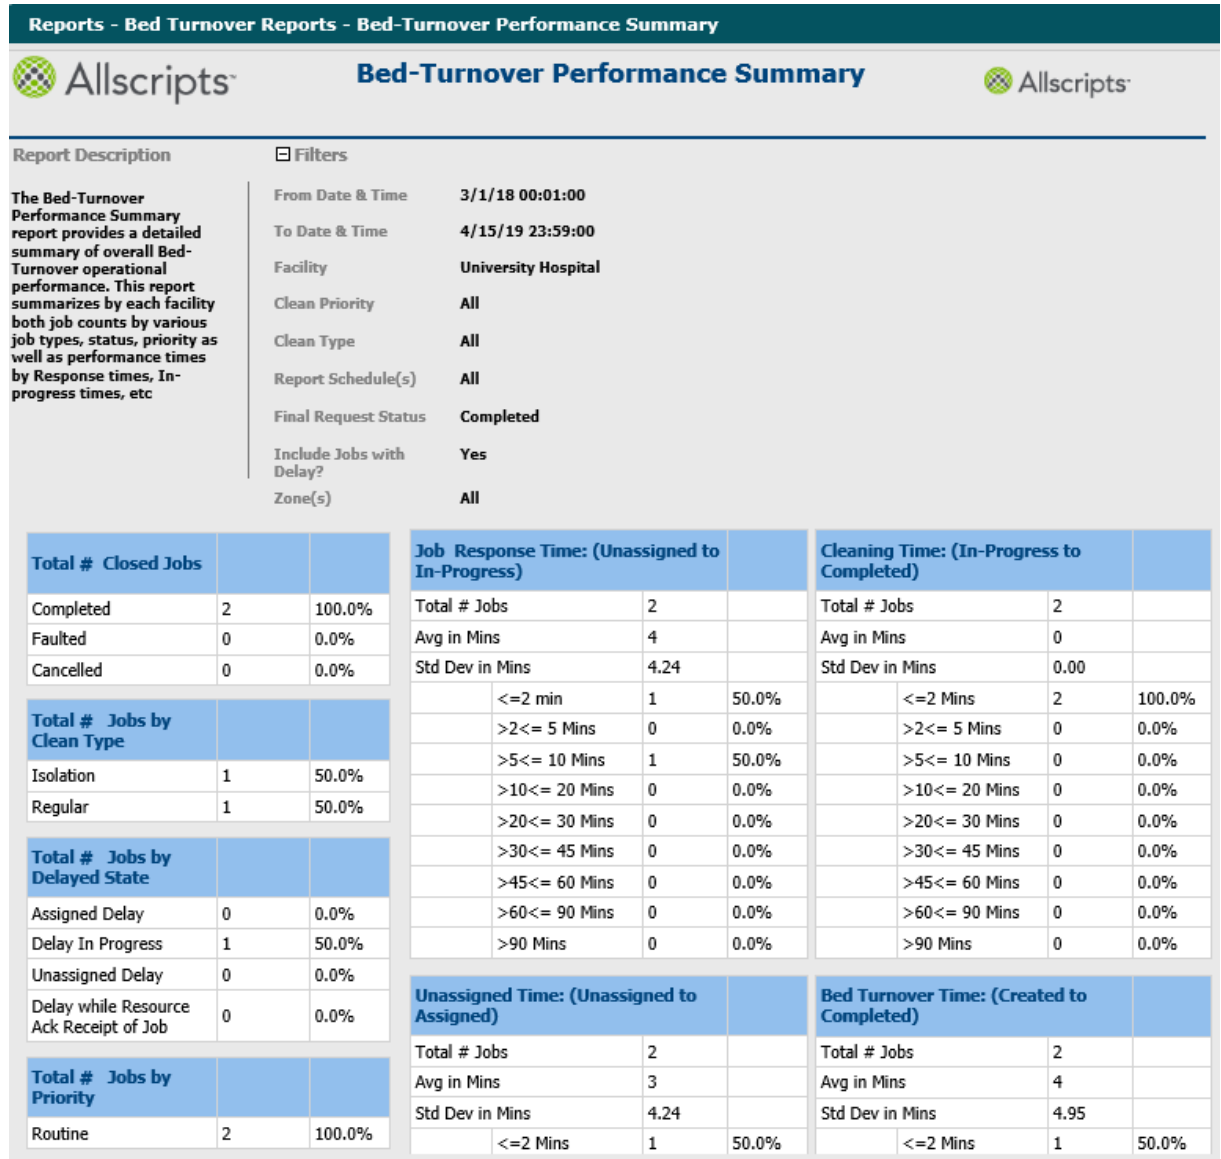 Reports - Bed Turnover Reports - Bed-Turnover Performance Summary
Allscripts
Bed-Turnover Performance Summary
Allscripts
Report Description
The Bed-Turnover
Performance Summary
report provides a detailed
summary of overall Bed-
Turnover operational
performance. This report
summarizes by each facility
both job counts by various
job types, status, priority as
well as performance times
by Response times, In-
progress times, etc
Filters
From Date & Time 3/1/18 00:01:00
To Date & Time 4/15/19 23:59:00
Facility University Hospital
Clean Priority All
Clean Type All
Report Schedule(s) All
Final Request Status Completed
Include Jobs with
Delay? Yes
Zone(s) All
Total # Closed Jobs
Completed 2 100.0%
Faulted 0 0.0%
Cancelled 0 0.0%
Total # Jobs by
Clean Type
Isolation 1 50.0%
Regular 1 50.0%
Total # Jobs by
Delayed State
Assigned Delay 0 0.0%
Delay In Progress 1 50.0%
Unassigned Delay 0 0.0%
Delay while Resource
Ack Receipt of Job 0 0.0%
Total # Jobs by
Priority
Routine 2 100.0%
Job Response Time: (Unassigned to
In-Progress)
Total # Jobs 2
Avg in Mins 4
Std Dev in Mins 4.24
<=2 min 1 50.0%
>2<= 5 Mins 0 0.0%
>5<= 10 Mins 1 50.0%
>10<= 20 Mins 0 0.0%
>20<= 30 Mins 0 0.0%
>30<= 45 Mins 0 0.0%
>45<= 60 Mins 0 0.0%
>60<= 90 Mins 0 0.0%
>90 Mins 0 0.0%
Unassigned Time: (Unassigned to
Assigned)
Total # Jobs 2
Avg in Mins 3
Std Dev in Mins 4.24
<=2 Mins 1 50.0%
Cleaning Time: (In-Progress to
Completed)
Total # Jobs 2
Avg in Mins 0
Std Dev in Mins 0.00
<=2 Mins 2 100.0%
>2<= 5 Mins 0 0.0%
>5<= 10 Mins 0 0.0%
>10<= 20 Mins 0 0.0%
>20<= 30 Mins 0 0.0%
>30<= 45 Mins 0 0.0%
>45<= 60 Mins 0 0.0%
>60<= 90 Mins 0 0.0%
>90 Mins 0 0.0%
Bed Turnover Time: (Created to
Completed)
Total # Jobs 2
Avg in Mins 4
Std Dev in Mins 4.95
<=2 Mins 1 50.0%